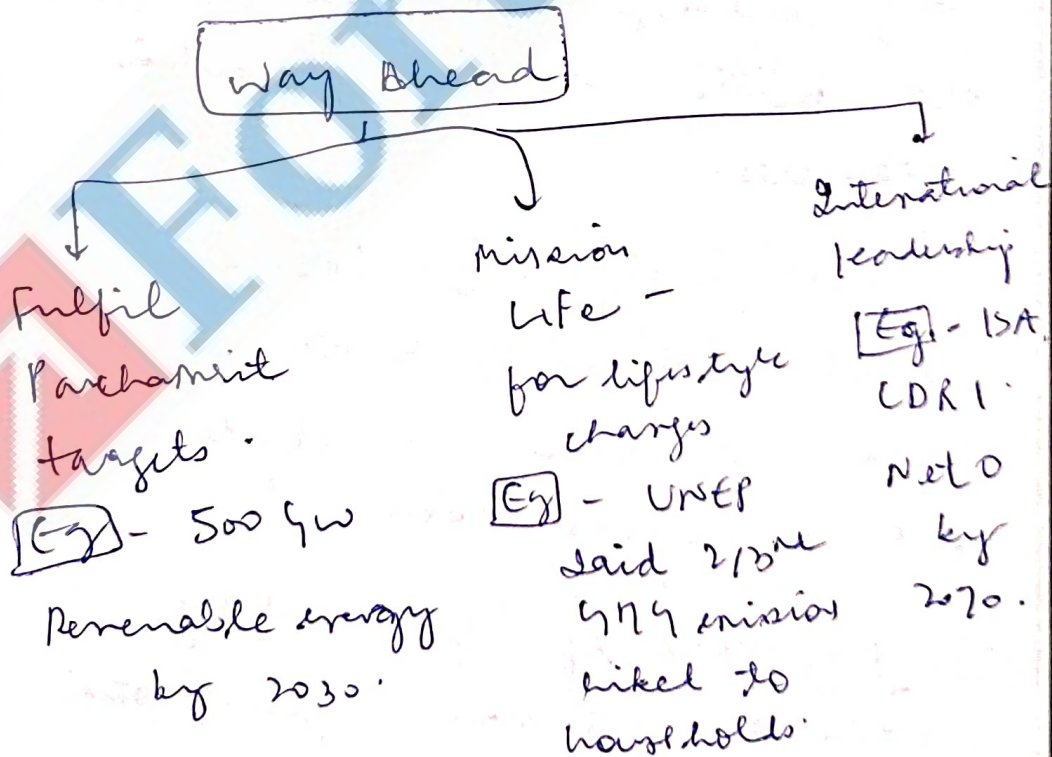 Way Ahead
Fulfil
Panchamrit
targets.
Eg - 500 GW
Renewable energy
by 2030.
Mission
LiFe -
for lifestyle
changes
Eg - UNEP
said 2/3rd
GHG emission
linked to
households.
International
leadership
Eg. - ISA
CDRI.
Net 0
by
2070.